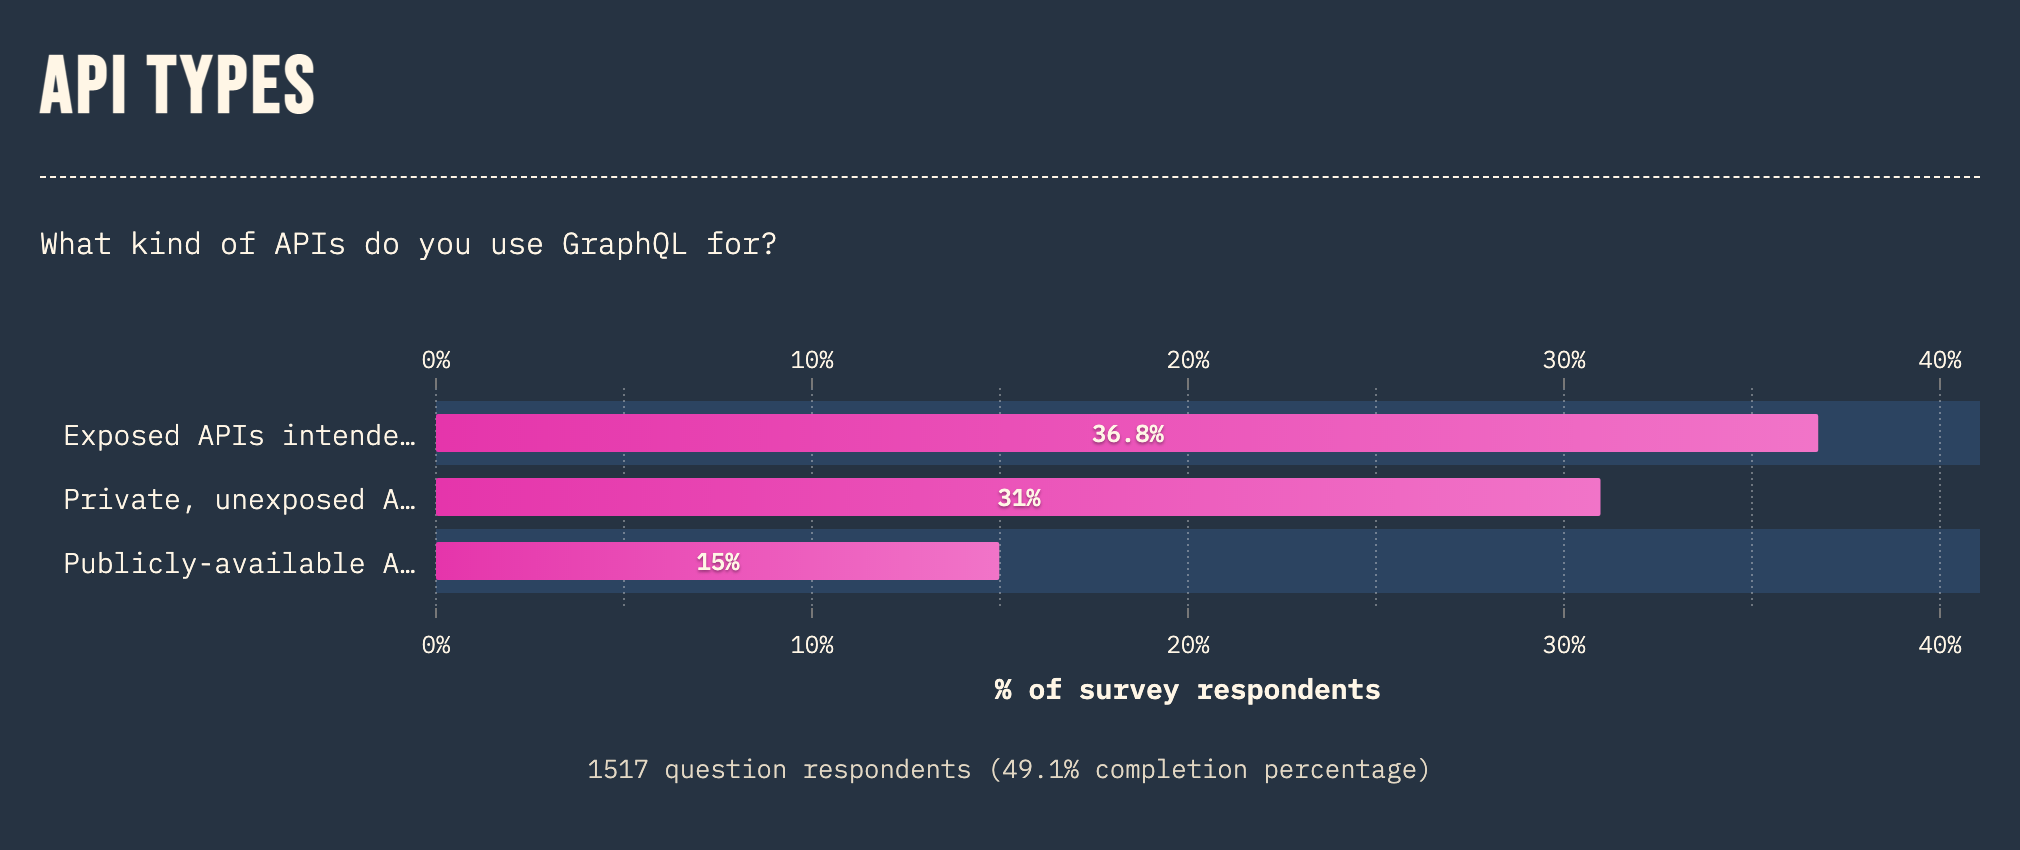 API TYPES
What kind of APIs do you use GraphQL for?
0% 10% 20% 30% 40%
Exposed APIs intende… 36.8%
Private, unexposed A… 31%
Publicly-available A… 15%
0% 10% 20% 30% 40%
% of survey respondents
1517 question respondents (49.1% completion percentage)